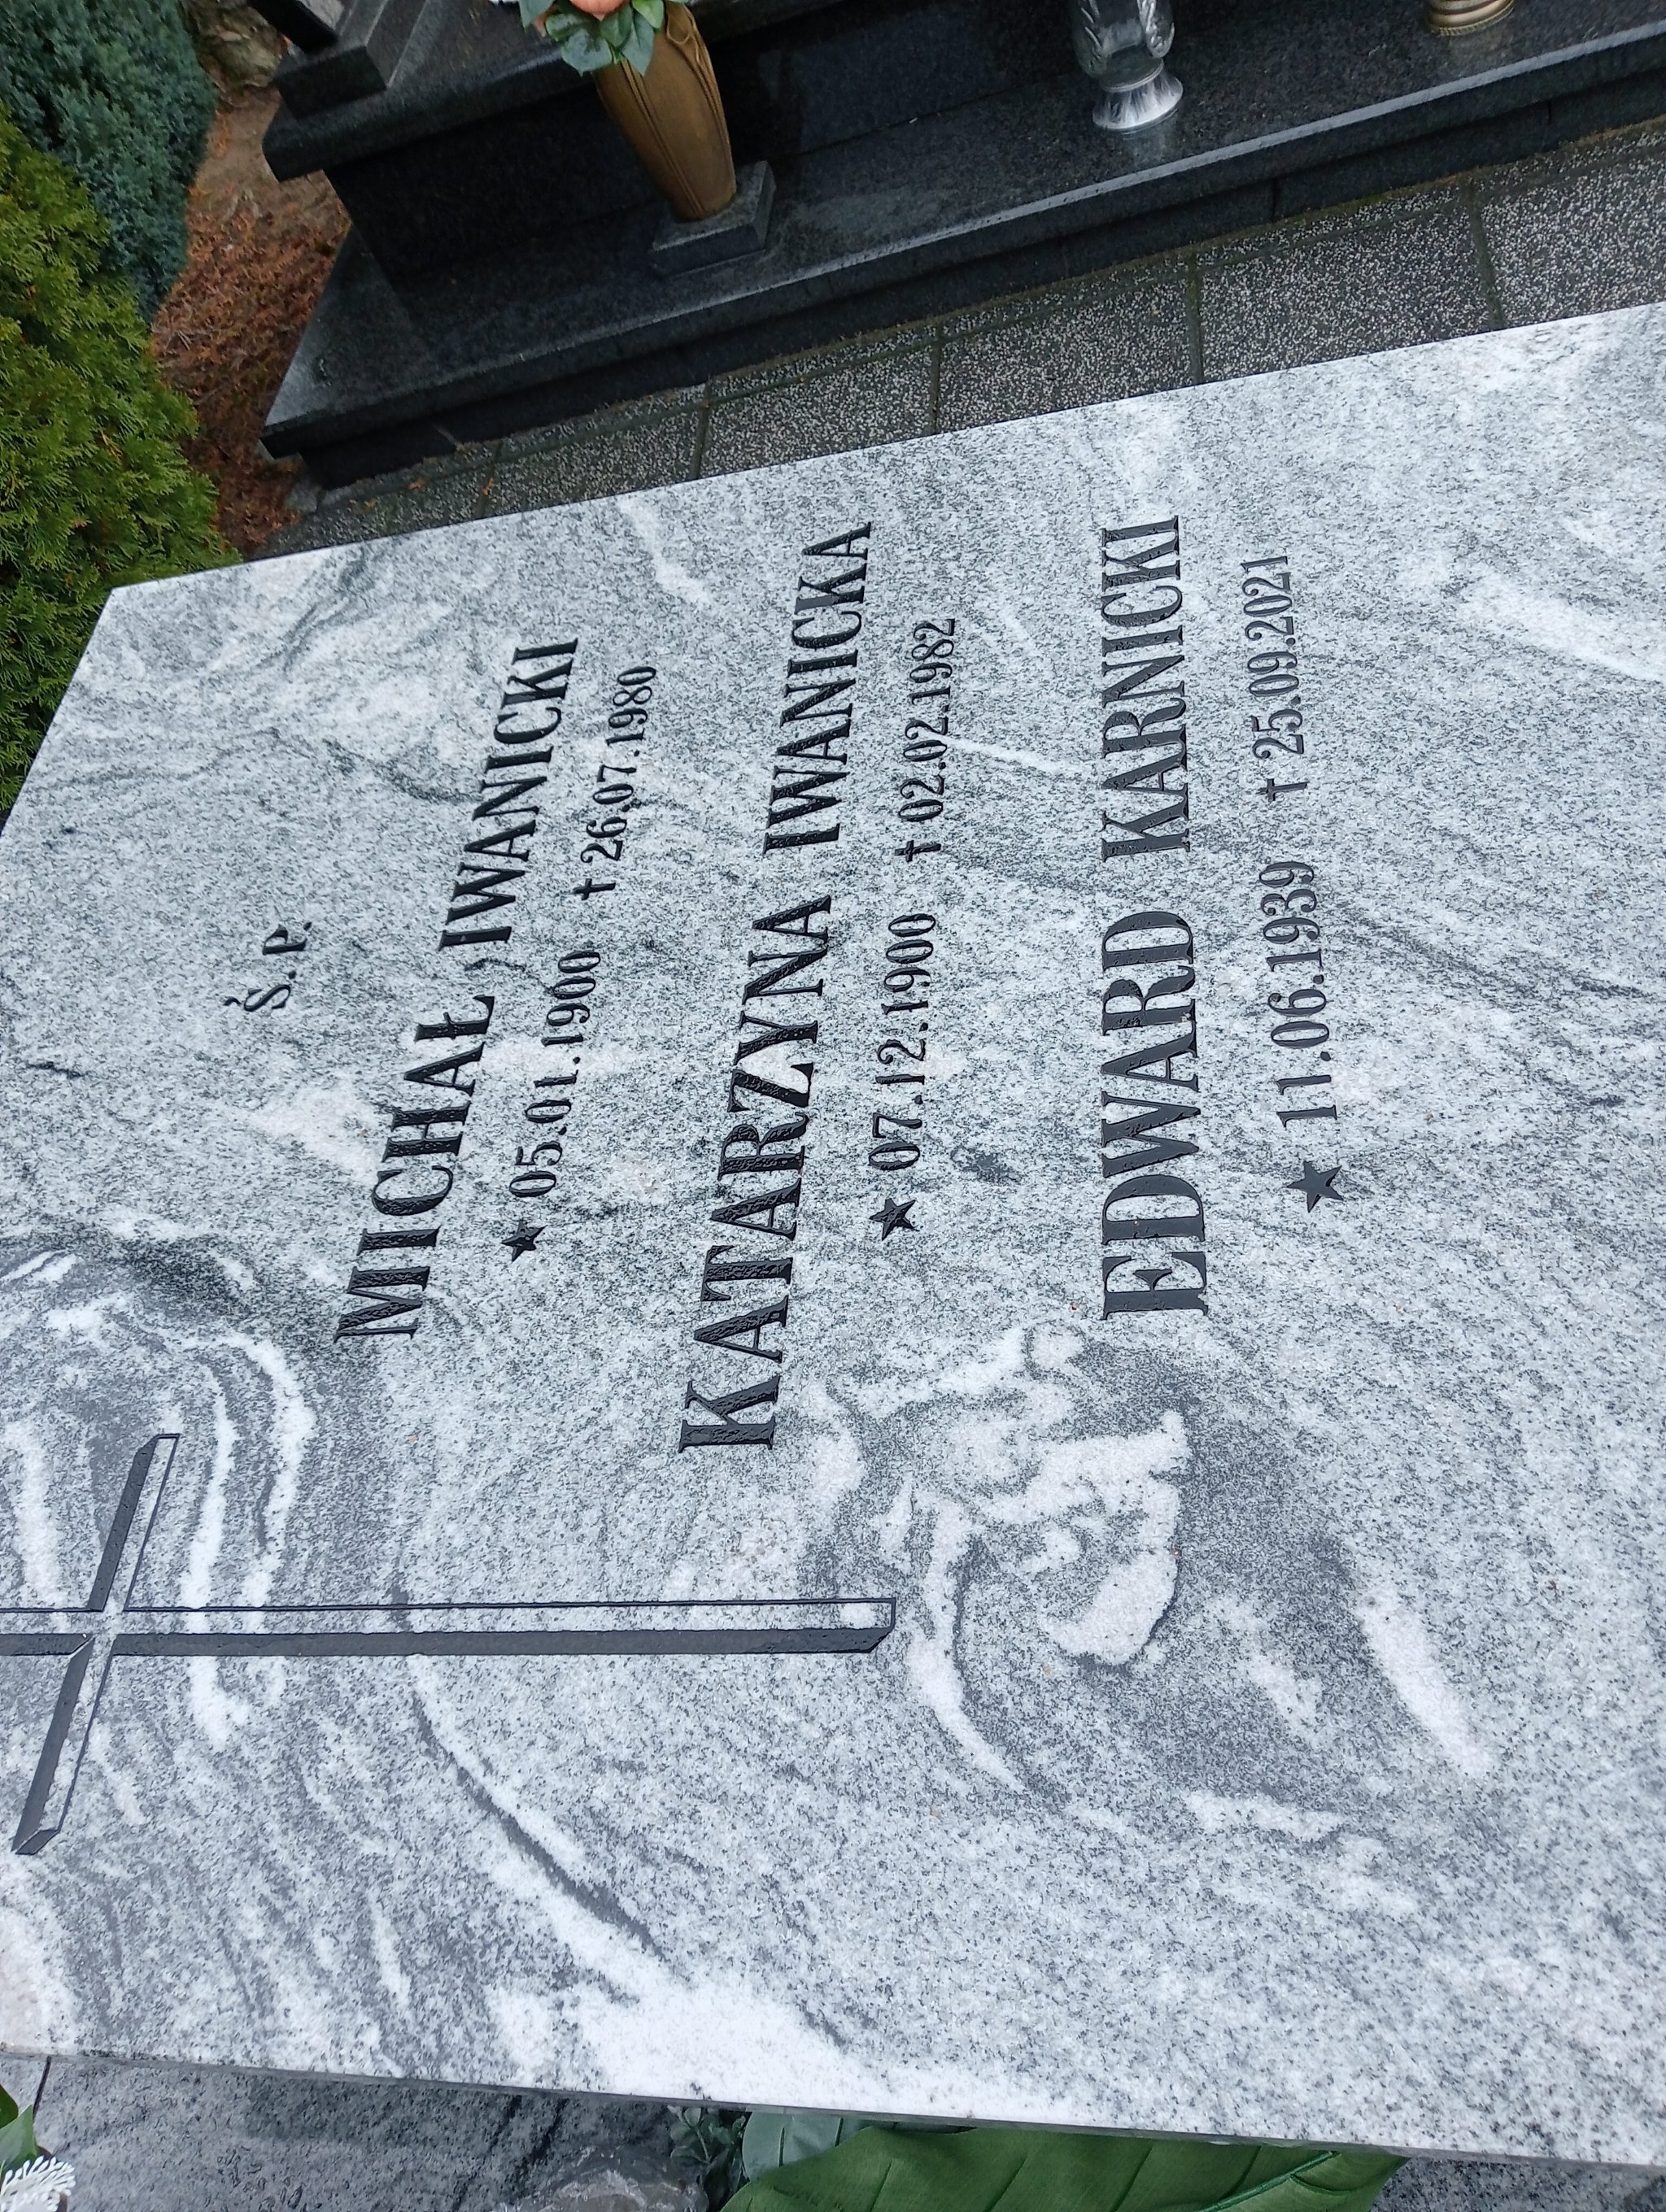 Ś. P.
MICHAŁ IWANICKI
★ 05.01.1900 † 26.07.1980
KATARZYNA IWANICKA
★ 07.12.1900 † 02.02.1982
EDWARD KARNICKI
★ 11.06.1939 † 25.09.2021